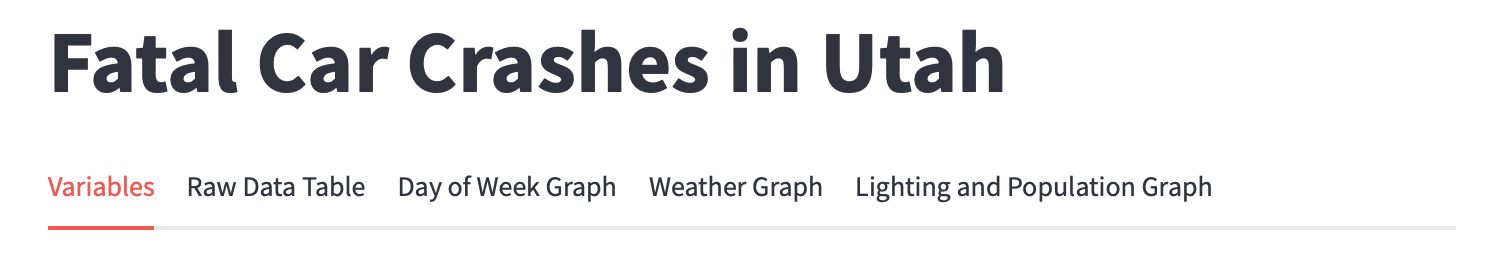 Fatal Car Crashes in Utah
Variables Raw Data Table Day of Week Graph Weather Graph Lighting and Population Graph